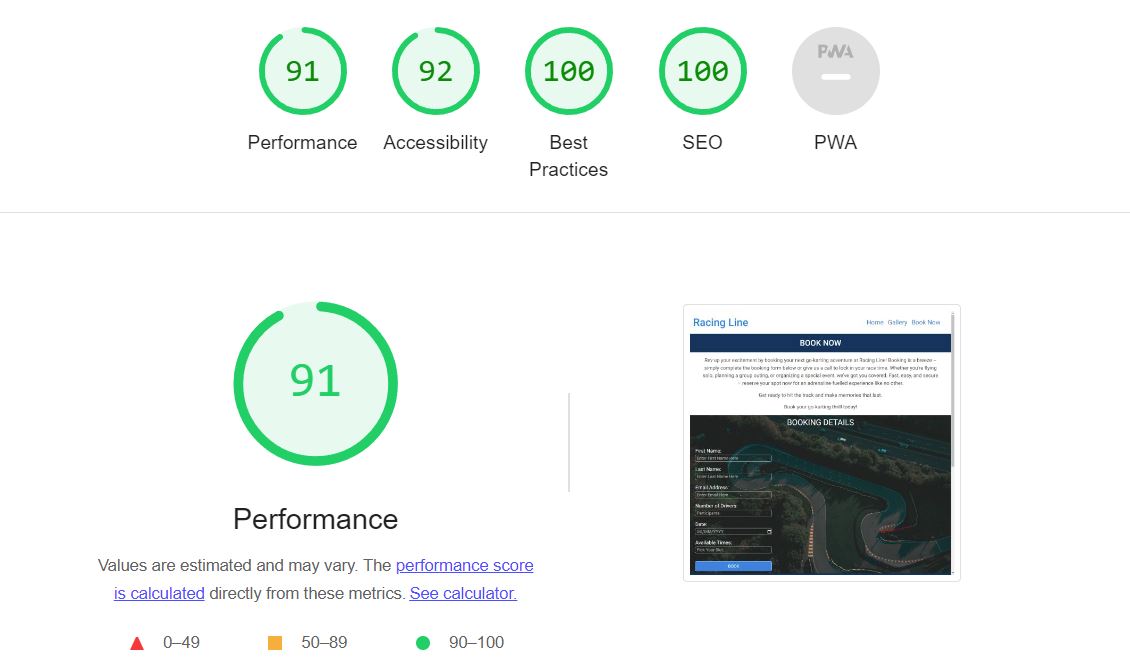 91
92
100
100
PWA
Performance
Accessibility
Best
Practices
SEO
PWA
91
Performance
Values are estimated and may vary. The performance score
is calculated directly from these metrics. See calculator.
0–49
50–89
90–100
Racing Line
Home Gallery Book Now
BOOK NOW
Rev up your excitement by booking your next go-karting adventure at Racing Line! Booking is a breeze –
simply complete the booking form below or give us a call to lock in your race time. Whether you're flying
solo, planning a group outing, or organizing a special event, we've got you covered. Fast, easy, and secure
– reserve your spot now for an adrenaline-fuelled experience like no other.
Get ready to hit the track and make memories that last.
Book your go-karting thrill today!
BOOKING DETAILS
First Name:
Enter First Name Here
Last Name:
Enter Last Name Here
Email Address:
Enter Email Here
Number of Drivers:
Participants
Date:
DD/MM/YYYY
Available Times:
Pick Your Slot
BOOK